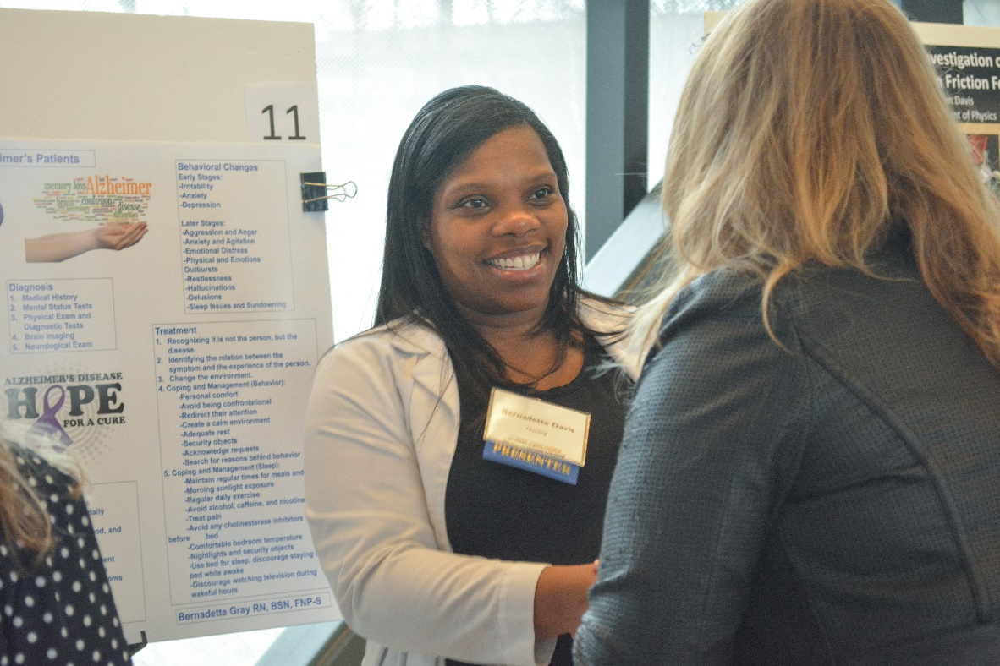 11
imer's Patients
memory loss
Alzheimer
brain
confusion
disease
Behavioral Changes
Early Stages:
-Irritability
-Anxiety
-Depression
Later Stages:
-Aggression and Anger
-Anxiety and Agitation
-Emotional Distress
-Physical and Emotions
Outbursts
-Restlessness
-Hallucinations
-Delusions
-Sleep Issues and Sundowning
Diagnosis
1. Medical History
2. Mental Status Tests
3. Physical Exam and
Diagnostic Tests
4. Brain Imaging
5. Neurological Exam
ALZHEIMER'S DISEASE
HOPE
FOR A CURE
Treatment
1. Recognizing it is not the person, but the
disease.
2. Identifying the relation between the
symptom and the experience of the person.
3. Change the environment.
4. Coping and Management (Behavior):
-Personal comfort
-Avoid being confrontational
-Redirect their attention
-Create a calm environment
-Adequate rest
-Security objects
-Acknowledge requests
-Search for reasons behind behavior
5. Coping and Management (Sleep):
-Maintain regular times for meals and
-Morning sunlight exposure
-Regular daily exercise
-Avoid alcohol, caffeine, and nicotine
-Treat pain
-Avoid any cholinesterase inhibitors
before bed
-Comfortable bedroom temperature
-Nightlights and security objects
-Use bed for sleep, discourage staying
bed while awake
-Discourage watching television during
wakeful hours
Bernadette Gray RN, BSN, FNP-S
daily
ood, and
ent
oms
Bernadette Davis
Nursing
PRESENTER
vestigation o
n Friction Fo
en Davis
ent of Physics